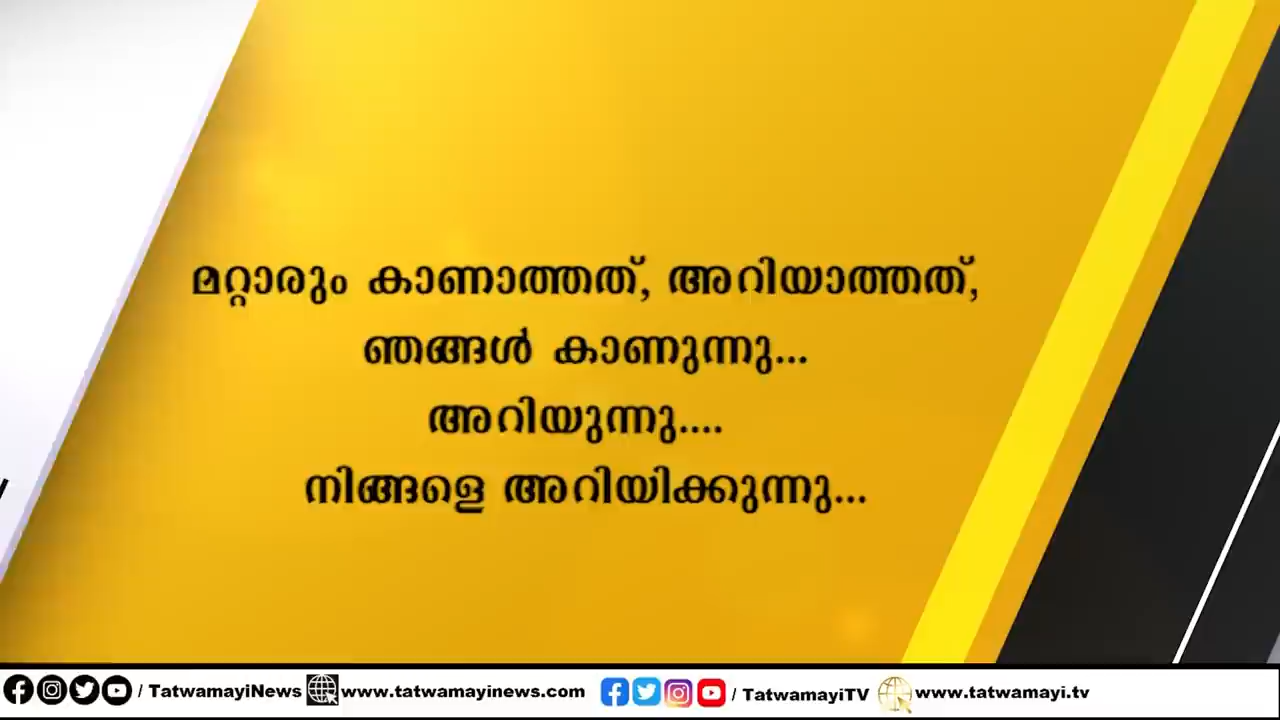 മറ്റാരും കാണാത്തത്, അറിയാത്തത്,
ഞങ്ങൾ കാണുന്നു...
അറിയുന്നു....
നിങ്ങളെ അറിയിക്കുന്നു...
/ TatwamayiNews www.tatwamayinews.com / TatwamayiTV www.tatwamayi.tv